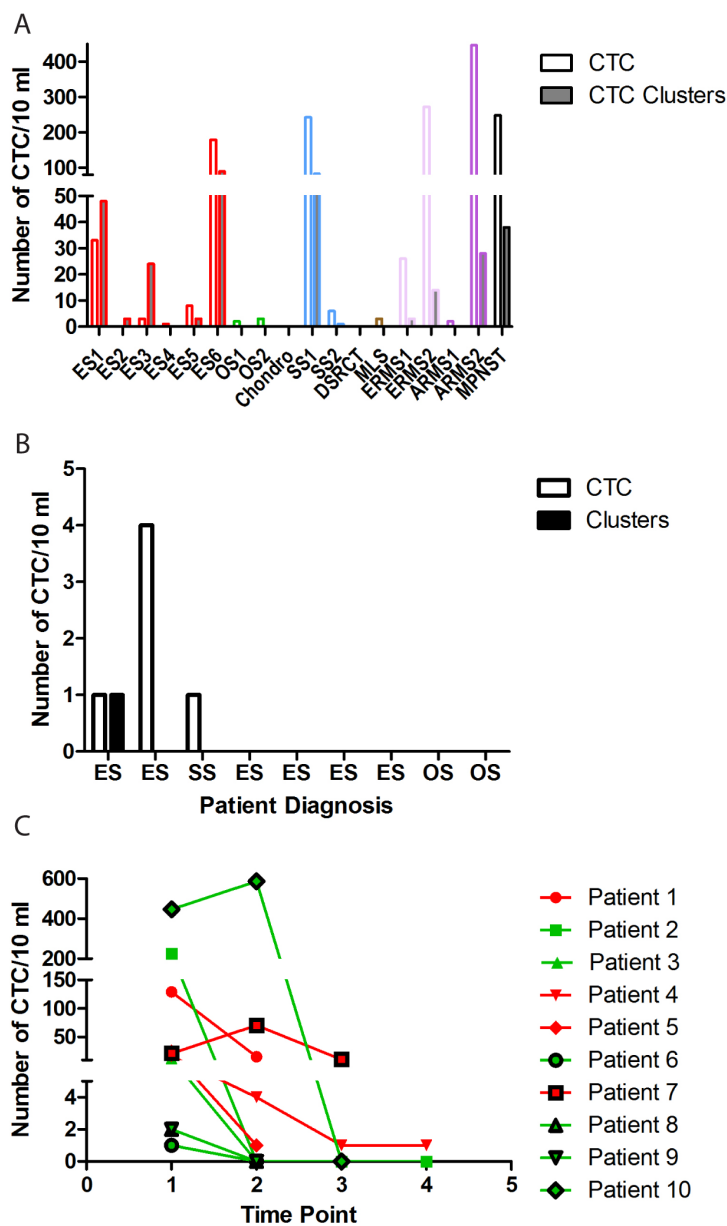 A
Number of CTC/10 ml
400
300
200
100
50
40
30
20
10
0
ES1
ES2
ES3
ES4
ES5
ES6
OS1
OS2
Chondro
SS1
SS2
DSRCT
MLS
ERMS1
ERMS2
ARMS1
ARMS2
MPNST
CTC
CTC Clusters
B
Number of CTC/10 ml
5
4
3
2
1
0
ES ES SS ES ES ES ES OS OS
Patient Diagnosis
CTC
Clusters
C
Number of CTC/10 ml
600
400
200
150
100
50
4
2
0
0 1 2 3 4 5
Time Point
Patient 1
Patient 2
Patient 3
Patient 4
Patient 5
Patient 6
Patient 7
Patient 8
Patient 9
Patient 10